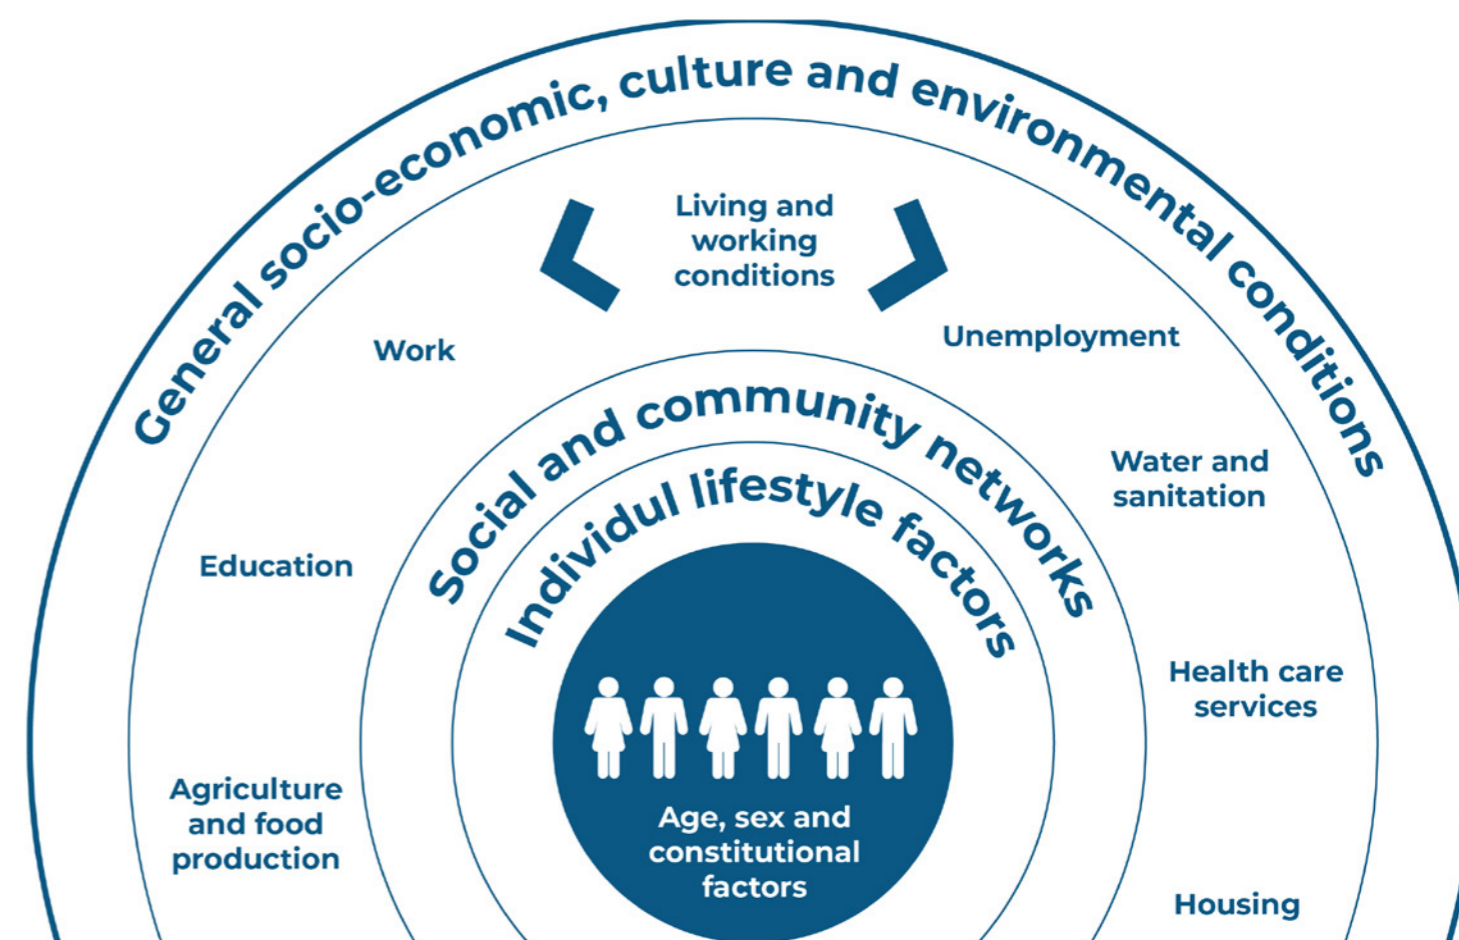 General socio-economic, culture and environmental conditions
Living and
working
conditions
Work
Unemployment
Social and community networks
Individul lifestyle factors
Water and
sanitation
Education
Health care
services
Agriculture
and food
production
Age, sex and
constitutional
factors
Housing